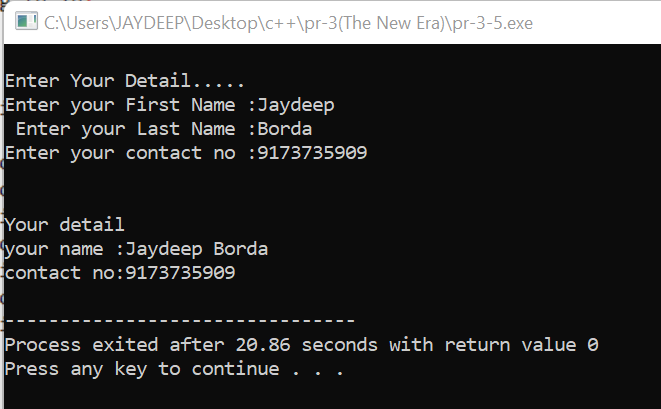 C:\Users\JAYDEEP\Desktop\c++\pr-3(The New Era)\pr-3-5.exe
Enter Your Detail.....
Enter your First Name :Jaydeep
 Enter your Last Name :Borda
Enter your contact no :9173735909
Your detail
your name :Jaydeep Borda
contact no:9173735909
--------------------------------
Process exited after 20.86 seconds with return value 0
Press any key to continue . . .